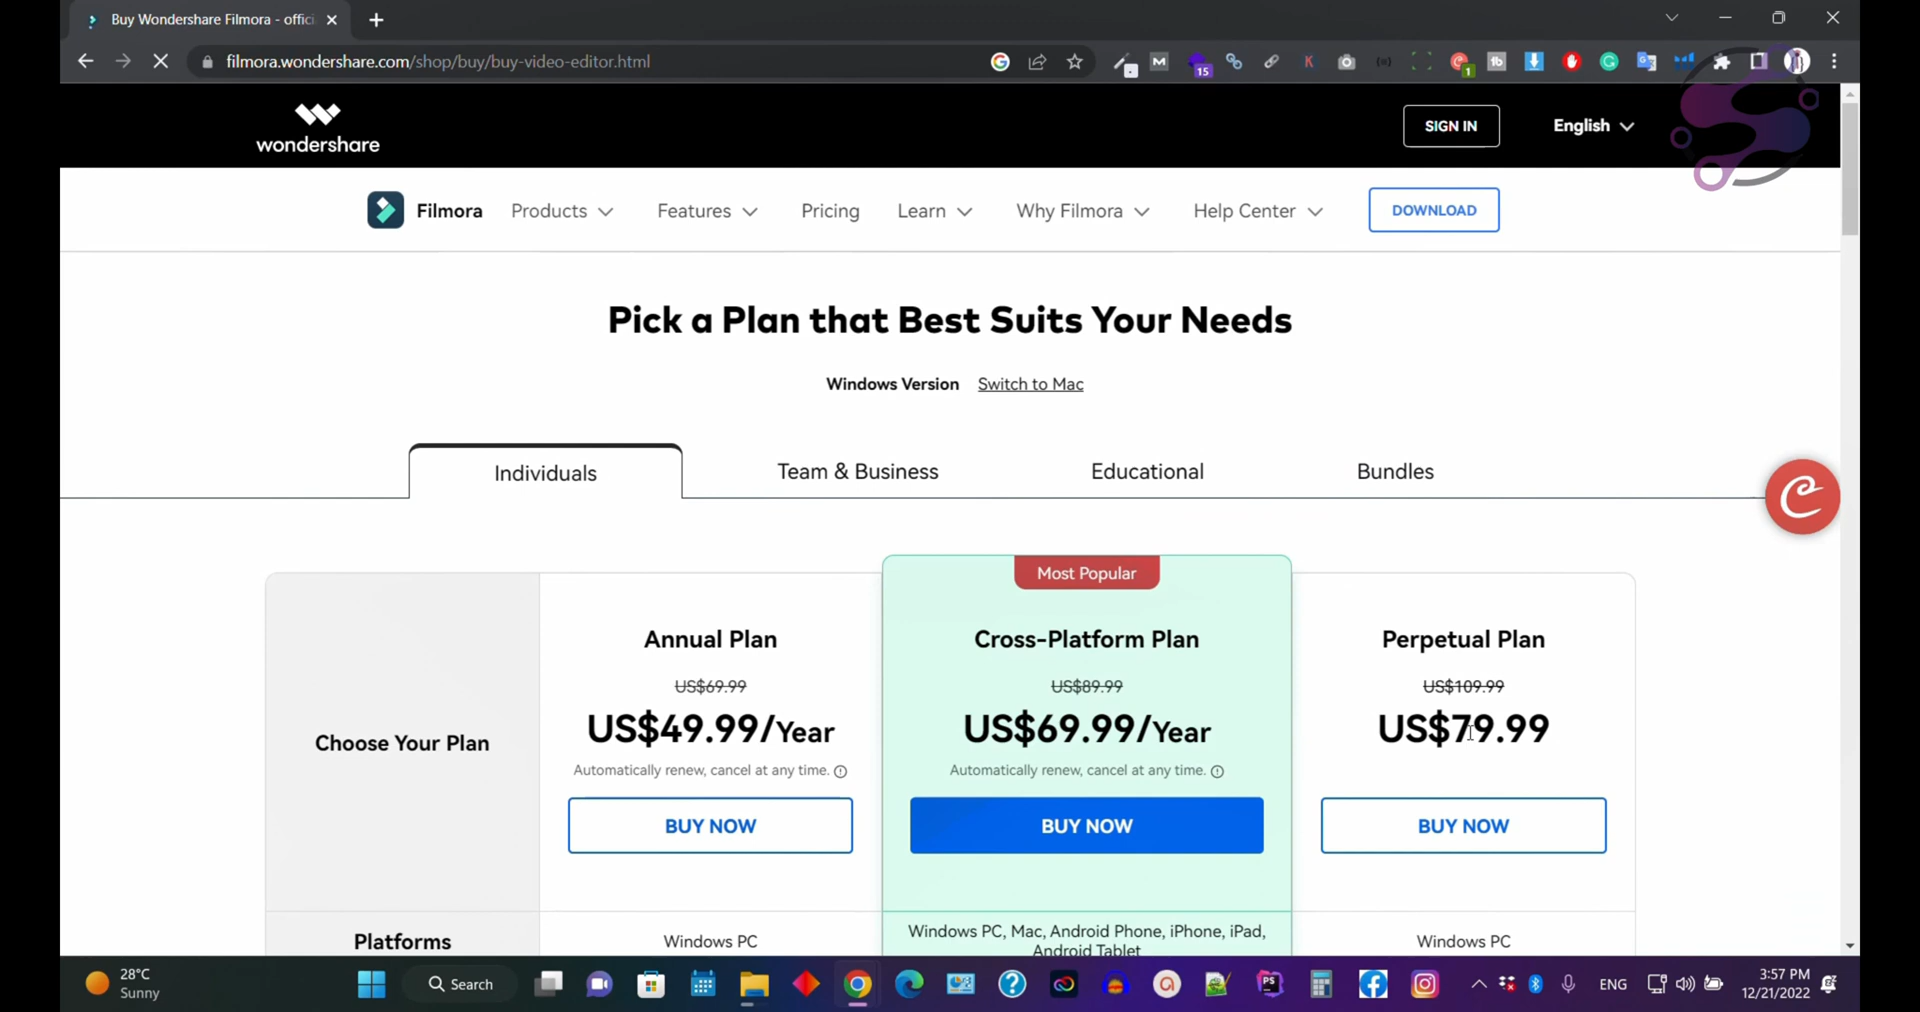 Buy Wondershare Filmora - offici
filmora.wondershare.com/shop/buy/buy-video-editor.html
15
1
wondershare
SIGN IN
English
Filmora
Products
Features
Pricing
Learn
Why Filmora
Help Center
DOWNLOAD
Pick a Plan that Best Suits Your Needs
Windows Version Switch to Mac
Individuals
Team & Business
Educational
Bundles
Most Popular
Choose Your Plan
Annual Plan
US$69.99
US$49.99/Year
Automatically renew, cancel at any time.
BUY NOW
Cross-Platform Plan
US$89.99
US$69.99/Year
Automatically renew, cancel at any time.
BUY NOW
Perpetual Plan
US$109.99
US$79.99
BUY NOW
Platforms
Windows PC
Windows PC, Mac, Android Phone, iPhone, iPad,
Android Tablet
Windows PC
28°C
Sunny
Search
PS
ENG
3:57 PM
12/21/2022